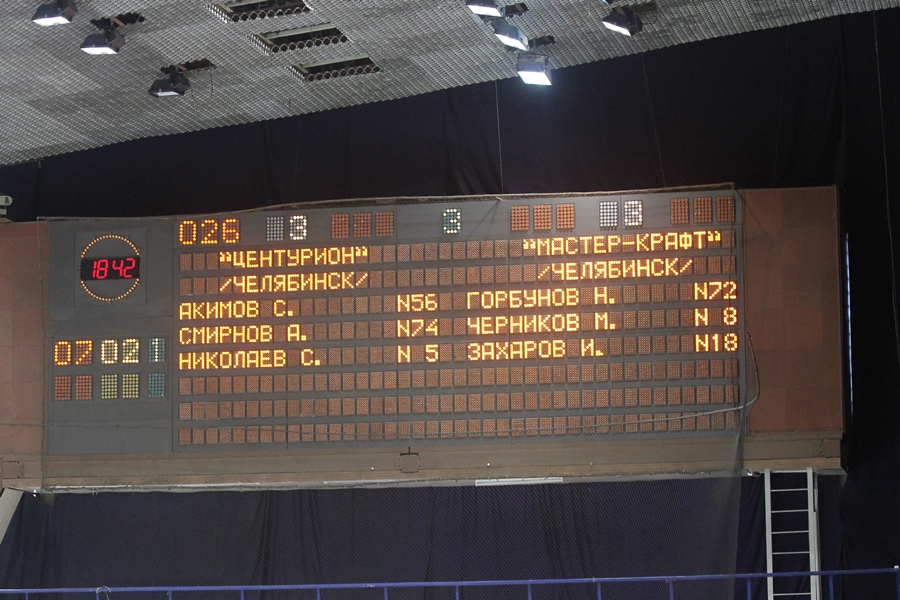 026 3 3 3
"ЦЕНТУРИОН" "МАСТЕР-КРАФТ"
/ЧЕЛЯБИНСК/ /ЧЕЛЯБИНСК/
18 42
АКИМОВ С. N56 ГОРБУНОВ Н. N72
СМИРНОВ А. N74 ЧЕРНИКОВ М. N 8
07 02 1
НИКОЛАЕВ С. N 5 ЗАХАРОВ И. N18